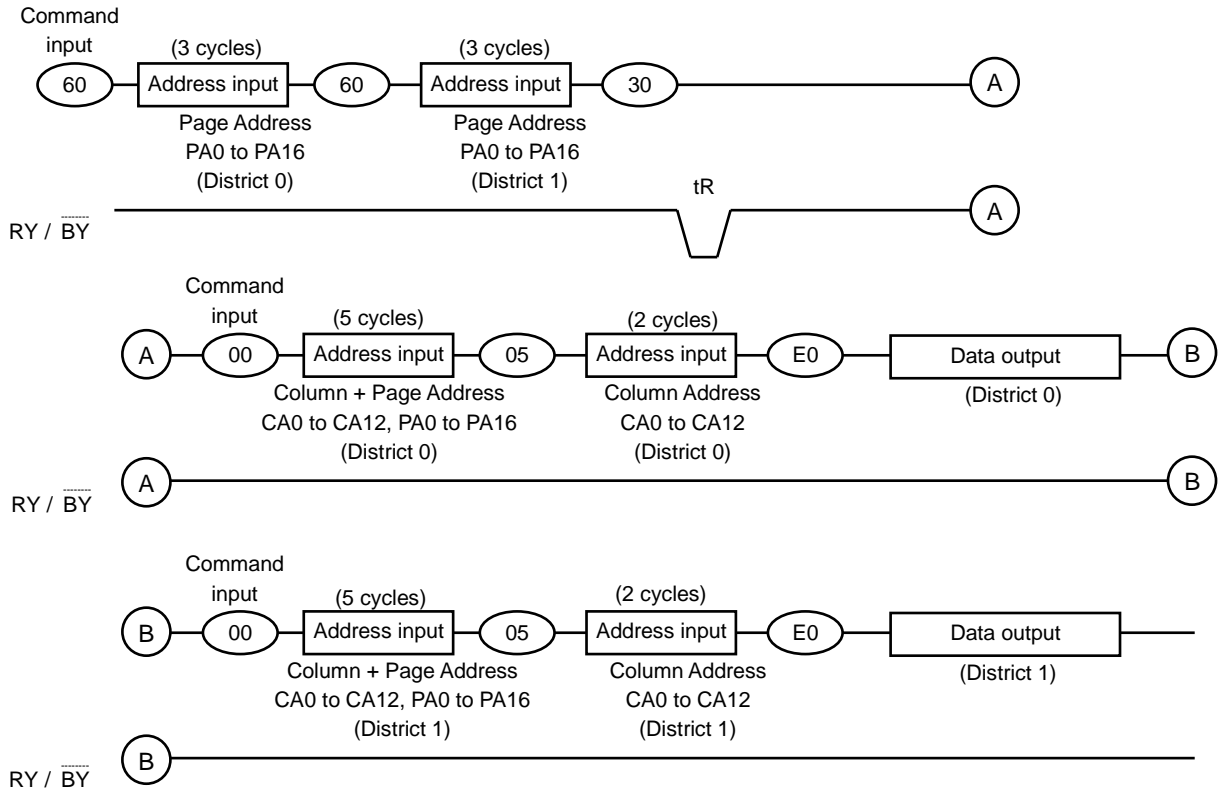 Command
input
(3 cycles)
(3 cycles)
60 Address input 60 Address input 30 A
Page Address
PA0 to PA16
(District 0)
Page Address
PA0 to PA16
(District 1)
tR
RY / BY A
Command
input
(5 cycles)
(2 cycles)
A 00 Address input 05 Address input E0 Data output B
Column + Page Address
CA0 to CA12, PA0 to PA16
(District 0)
Column Address
CA0 to CA12
(District 0)
(District 0)
RY / BY A B
Command
input
(5 cycles)
(2 cycles)
B 00 Address input 05 Address input E0 Data output
Column + Page Address
CA0 to CA12, PA0 to PA16
(District 1)
Column Address
CA0 to CA12
(District 1)
(District 1)
RY / BY B